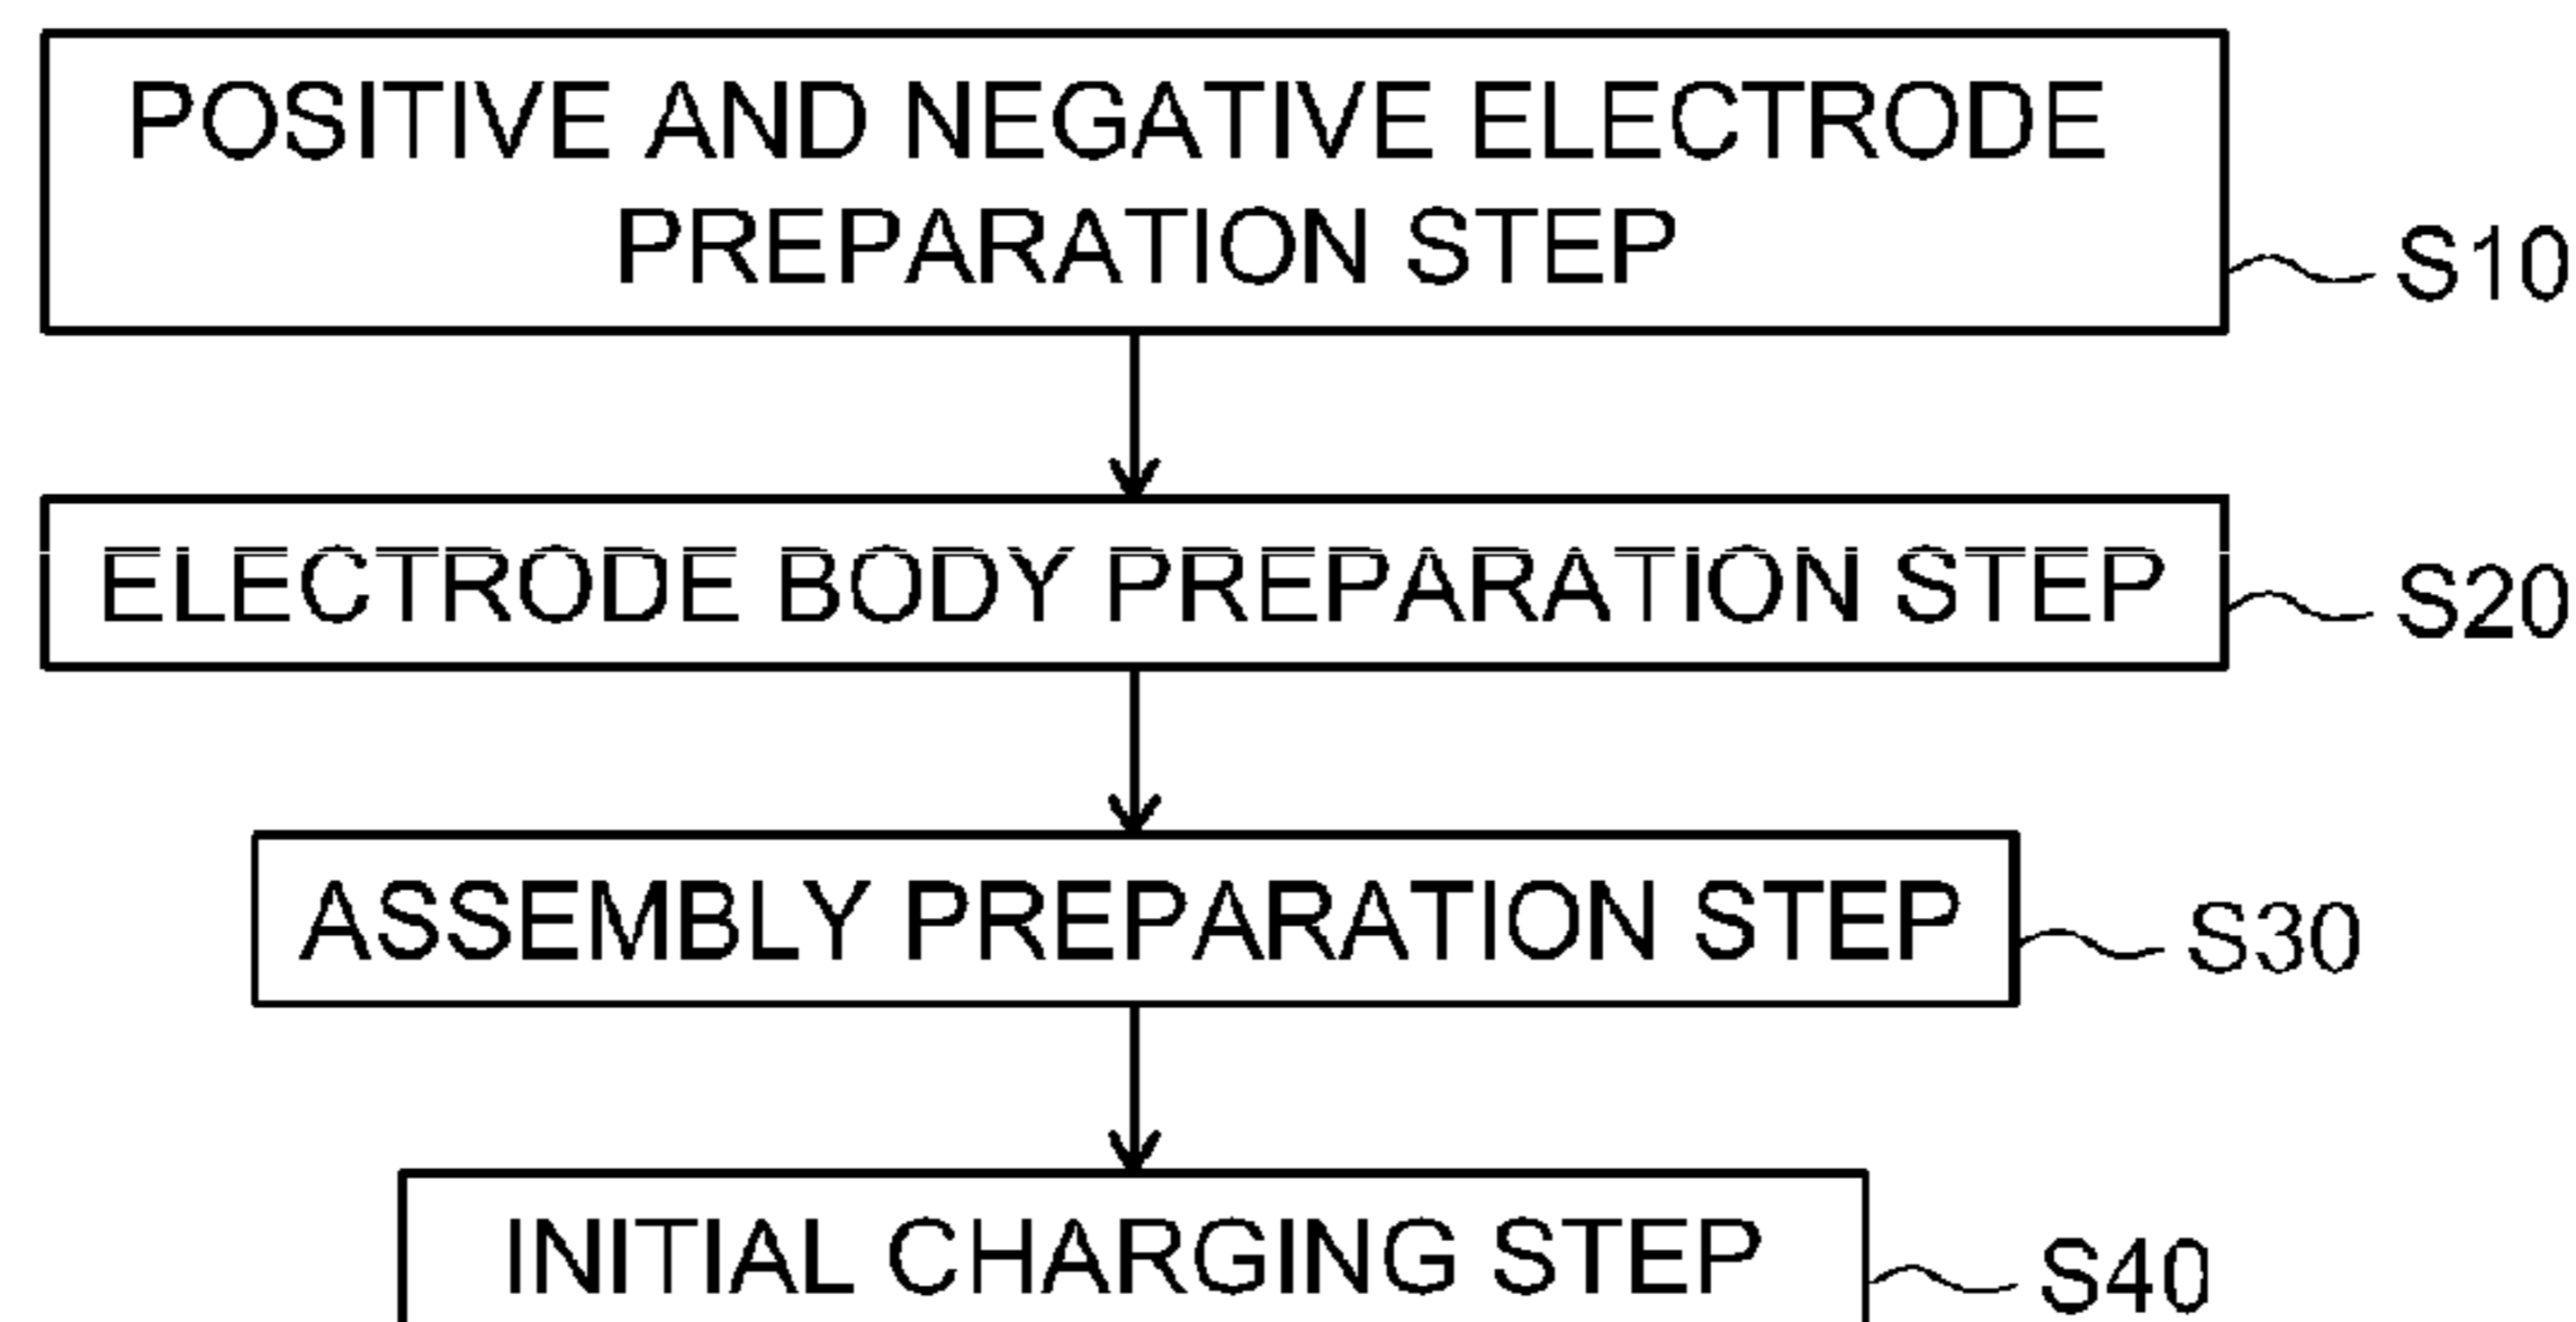 POSITIVE AND NEGATIVE ELECTRODE
PREPARATION STEP
S10
ELECTRODE BODY PREPARATION STEP
S20
ASSEMBLY PREPARATION STEP
S30
INITIAL CHARGING STEP
S40